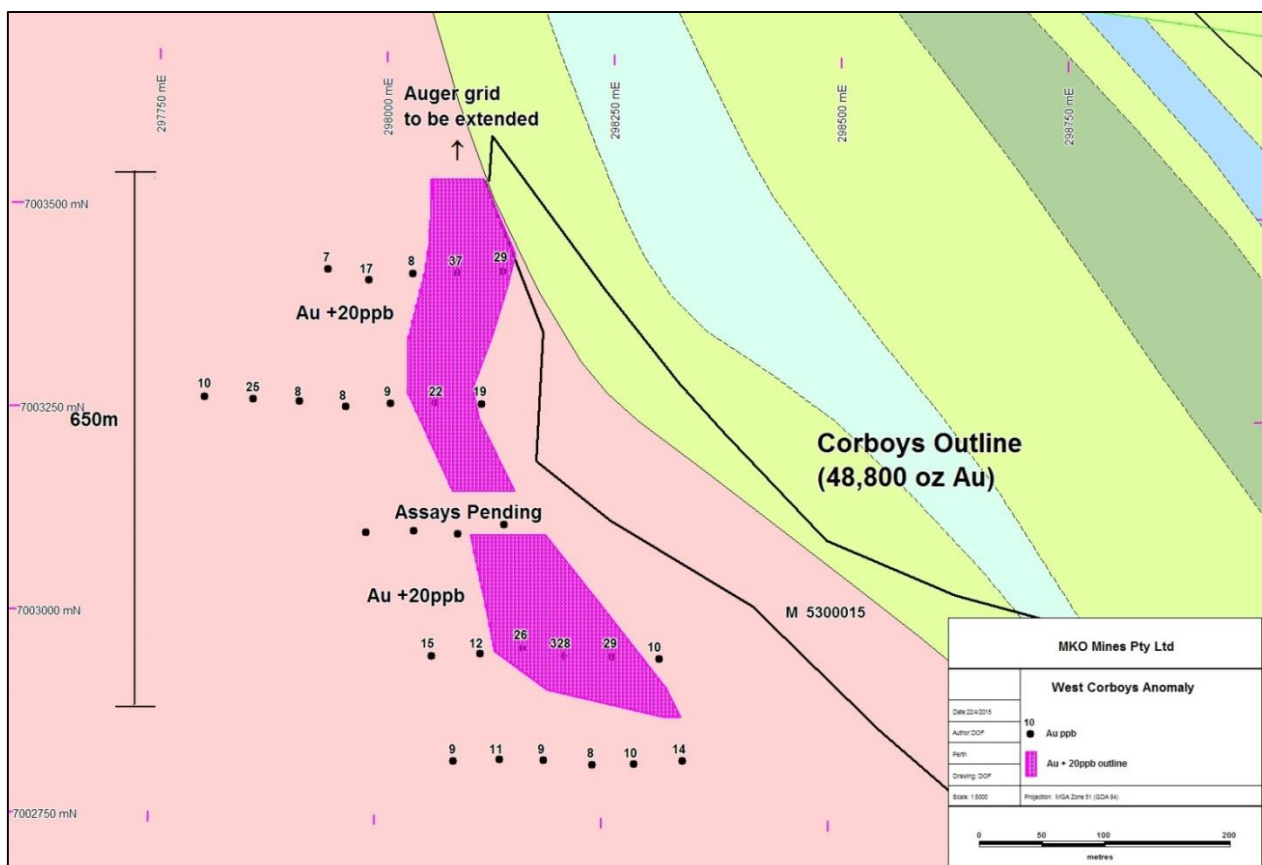 297750 mE
298000 mE
298250 mE
298500 mE
298750 mE
Auger grid
to be extended
↑
7003500 mN
7 17 8 37 29
Au +20ppb
10 25 8 8 9 22 19
7003250 mN
650m
Corboys Outline
(48,800 oz Au)
Assays Pending
Au +20ppb
7003000 mN
M 5300015
15 12 26 328 29 10
9 11 9 8 10 14
7002750 mN
MKO Mines Pty Ltd
West Corboys Anomaly
Date:22/4/2015
Author:DOF
Perth
Drawing: DOF
Scale: 1:5000
10
Au ppb
Au + 20ppb outline
Projection: MGA Zone 51 (GDA 94)
0 50 100 200
metres